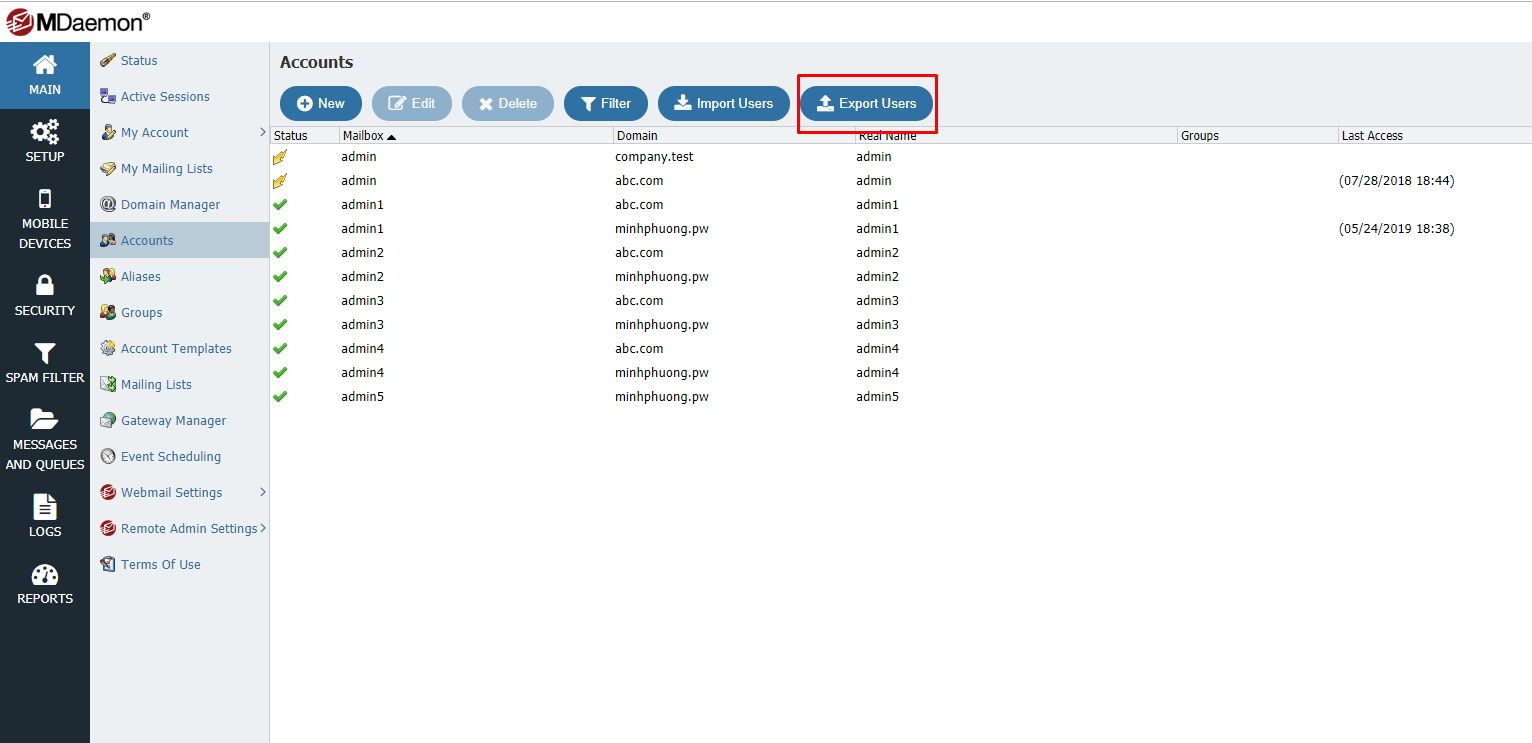 MDaemon®
MAIN
SETUP
MOBILE
DEVICES
SECURITY
SPAM FILTER
MESSAGES
AND QUEUES
LOGS
REPORTS
Status
Active Sessions
My Account
My Mailing Lists
Domain Manager
Accounts
Aliases
Groups
Account Templates
Mailing Lists
Gateway Manager
Event Scheduling
Webmail Settings
Remote Admin Settings
Terms Of Use
Accounts
New Edit Delete Filter Import Users Export Users
Status Mailbox Domain Real Name Groups Last Access
admin company.test admin
admin abc.com admin (07/28/2018 18:44)
admin1 abc.com admin1
admin1 minhphuong.pw admin1 (05/24/2019 18:38)
admin2 abc.com admin2
admin2 minhphuong.pw admin2
admin3 abc.com admin3
admin3 minhphuong.pw admin3
admin4 abc.com admin4
admin4 minhphuong.pw admin4
admin5 minhphuong.pw admin5